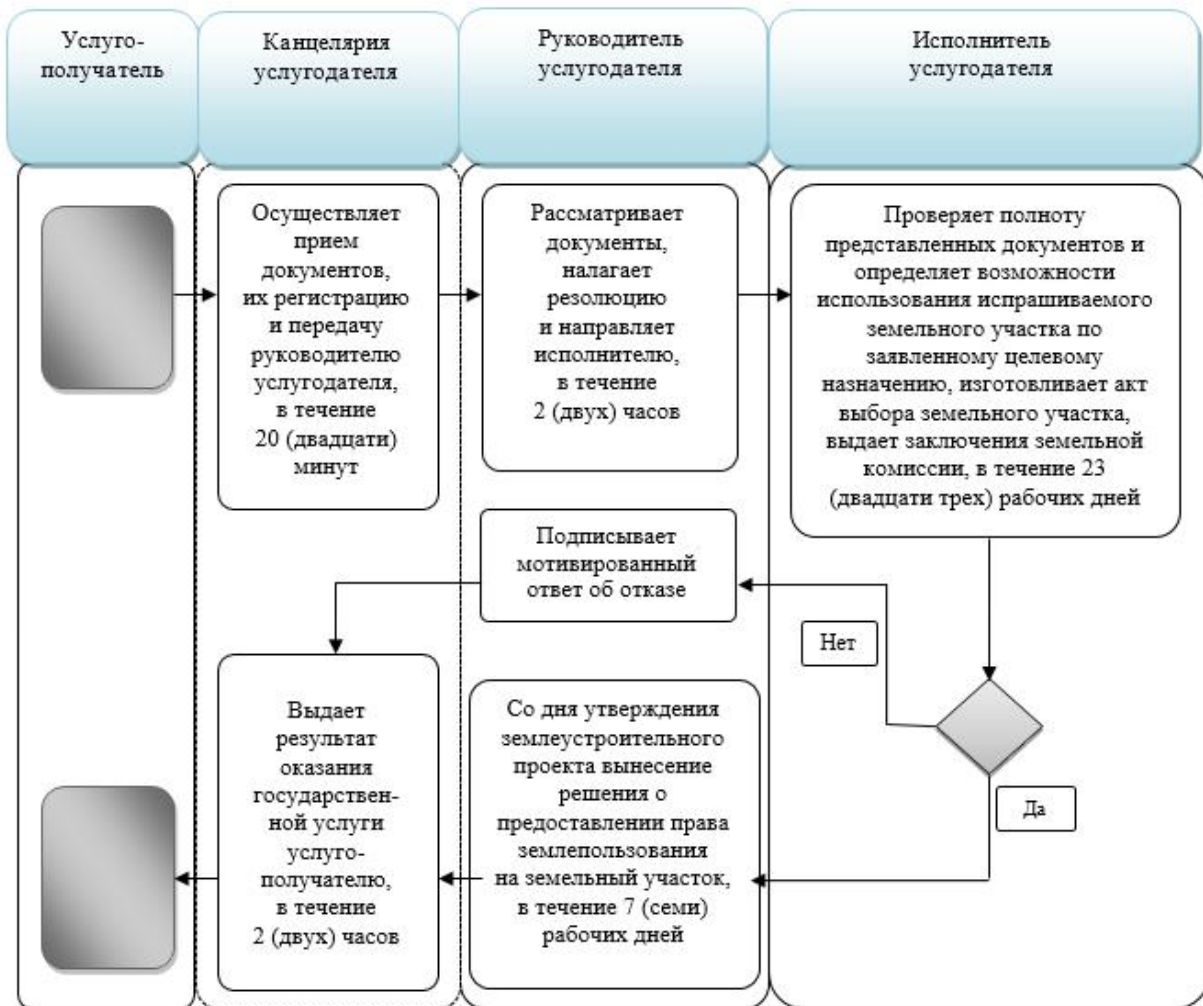 Услуго-
получатель
Канцелярия
услугодателя
Руководитель
услугодателя
Исполнитель
услугодателя
Осуществляет
прием
документов,
их регистрацию
и передачу
руководителю
услугодателя,
в течение
20 (двадцати)
минут
Рассматривает
документы,
налагает
резолюцию
и направляет
исполнителю,
в течение
2 (двух) часов
Проверяет полноту
представленных документов и
определяет возможности
использования испрашиваемого
земельного участка по
заявленному целевому
назначению, изготовливает акт
выбора земельного участка,
выдает заключения земельной
комиссии, в течение 23
(двадцати трех) рабочих дней
Подписывает
мотивированный
ответ об отказе
Нет
Выдает
результат
оказания
государствен-
ной услуги
услуго-
получателю,
в течение
2 (двух) часов
Со дня утверждения
землеустроительного
проекта вынесение
решения о
предоставлении права
землепользования
на земельный участок,
в течение 7 (семи)
рабочих дней
Да